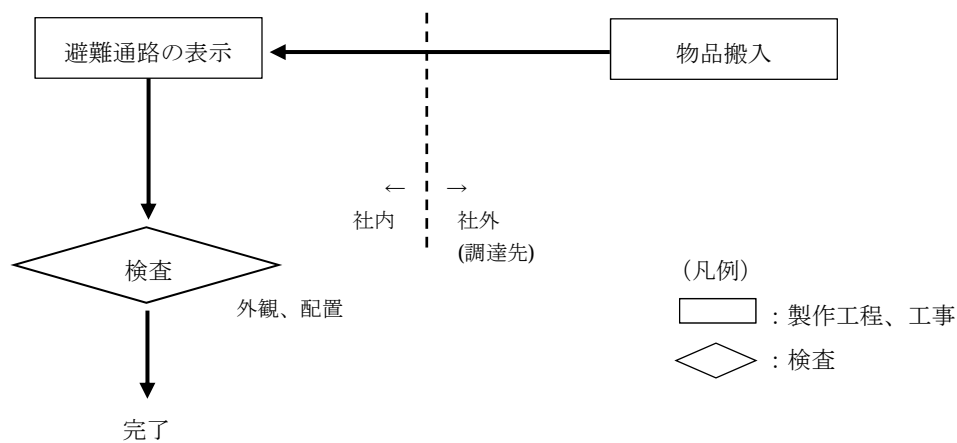 避難通路の表示
物品搬入
← →
社内 社外
(調達先)
検査
外観、配置
完了
（凡例）
：製作工程、工事
：検査